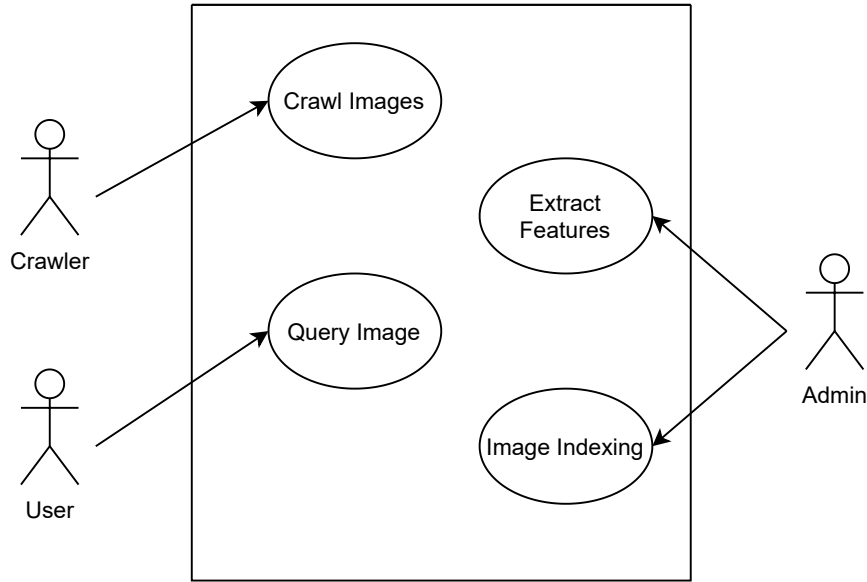 Crawl Images
Extract
Features
Crawler
Query Image
Admin
Image Indexing
User